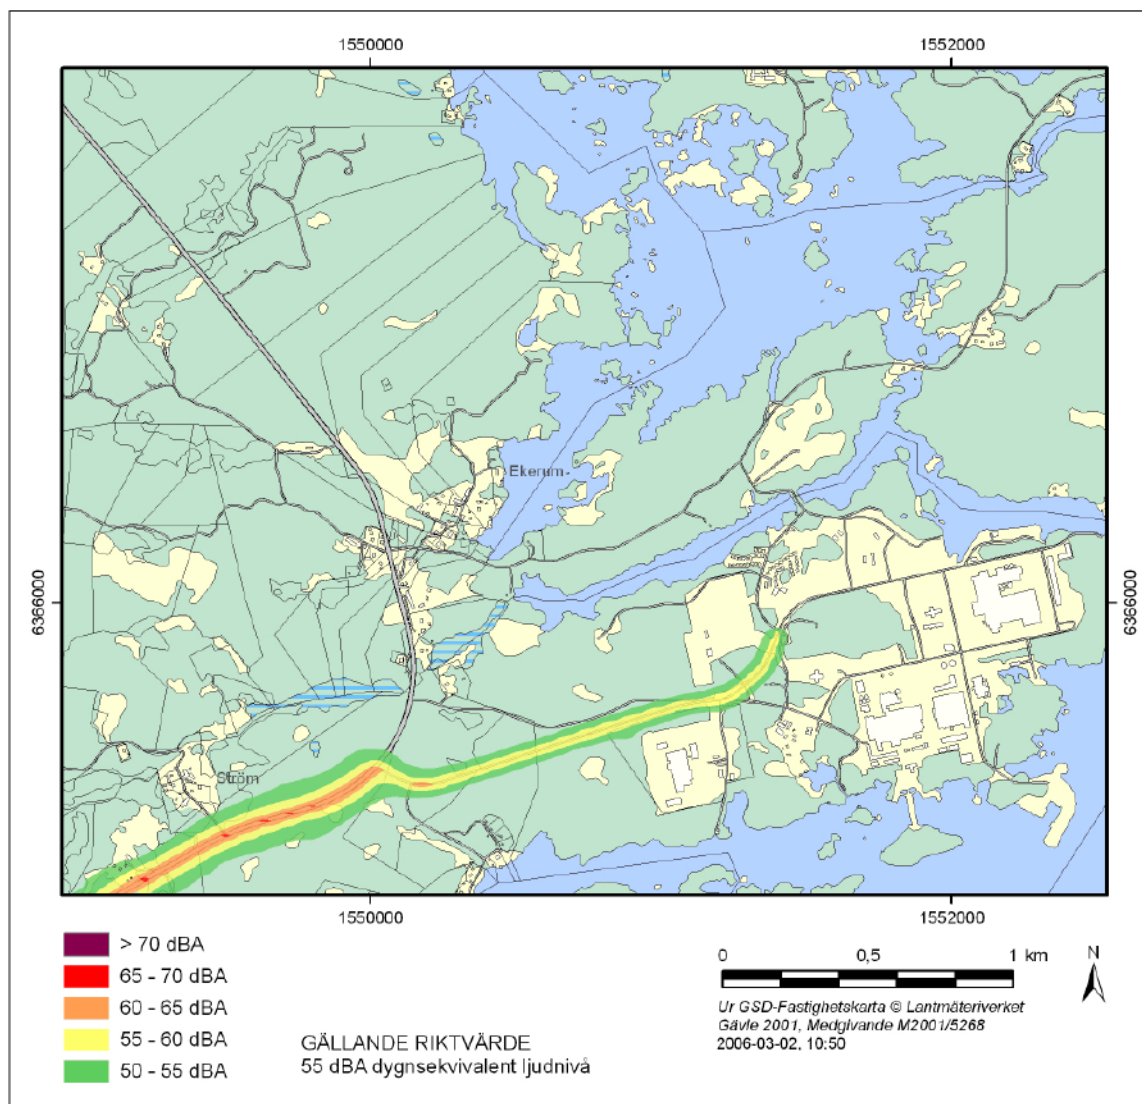 1550000
1552000
Ekerum
6366000
6366000
Ström
1550000
1552000
> 70 dBA
65 - 70 dBA
60 - 65 dBA
55 - 60 dBA
50 - 55 dBA
GÄLLANDE RIKTVÄRDE
55 dBA dygnsekvivalent ljudnivå
0 0,5 1 km
N
Ur GSD-Fastighetskarta © Lantmäteriverket
Gävle 2001, Medgivande M2001/5268
2006-03-02, 10:50